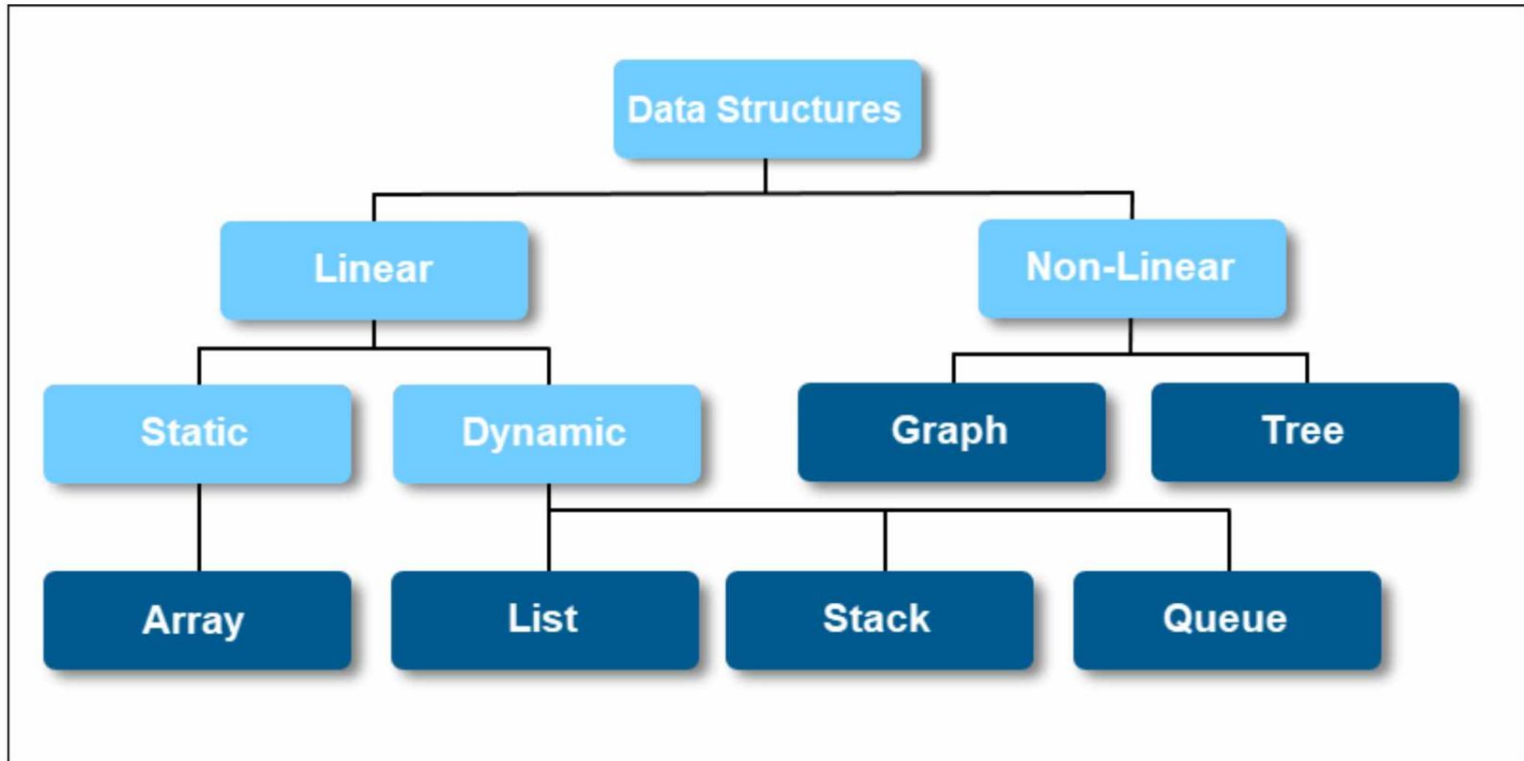 Data Structures
Linear
Non-Linear
Static
Dynamic
Graph
Tree
Array
List
Stack
Queue